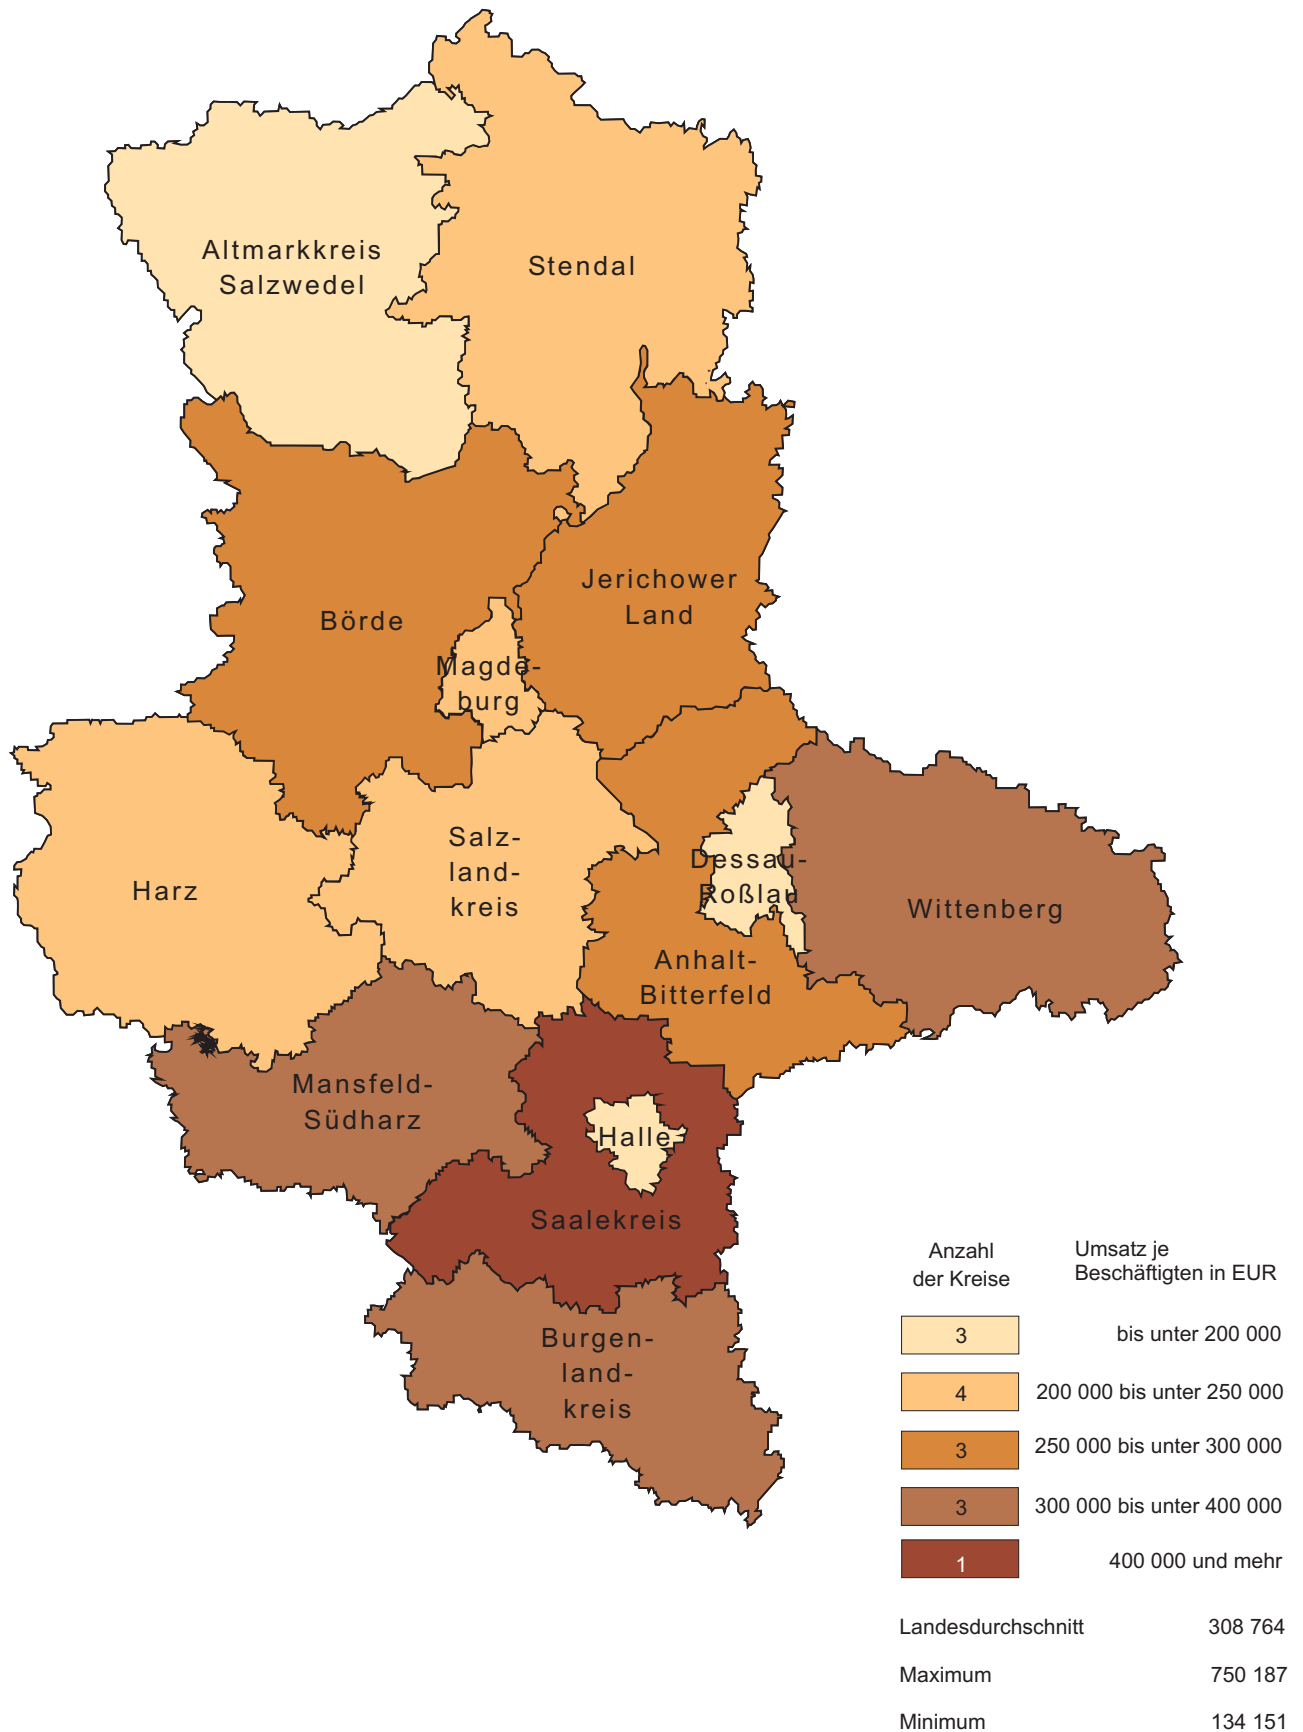 Altmarkkreis
Salzwedel
Stendal
Jerichower
Land
Börde
Magde-
burg
Salz-
land-
kreis
Harz
Dessau-
Roßlau
Wittenberg
Anhalt-
Bitterfeld
Mansfeld-
Südharz
Halle
Saalekreis
Burgen-
land-
kreis
Anzahl
der Kreise
Umsatz je
Beschäftigten in EUR
3 bis unter 200 000
4 200 000 bis unter 250 000
3 250 000 bis unter 300 000
3 300 000 bis unter 400 000
1 400 000 und mehr
Landesdurchschnitt 308 764
Maximum 750 187
Minimum 134 151